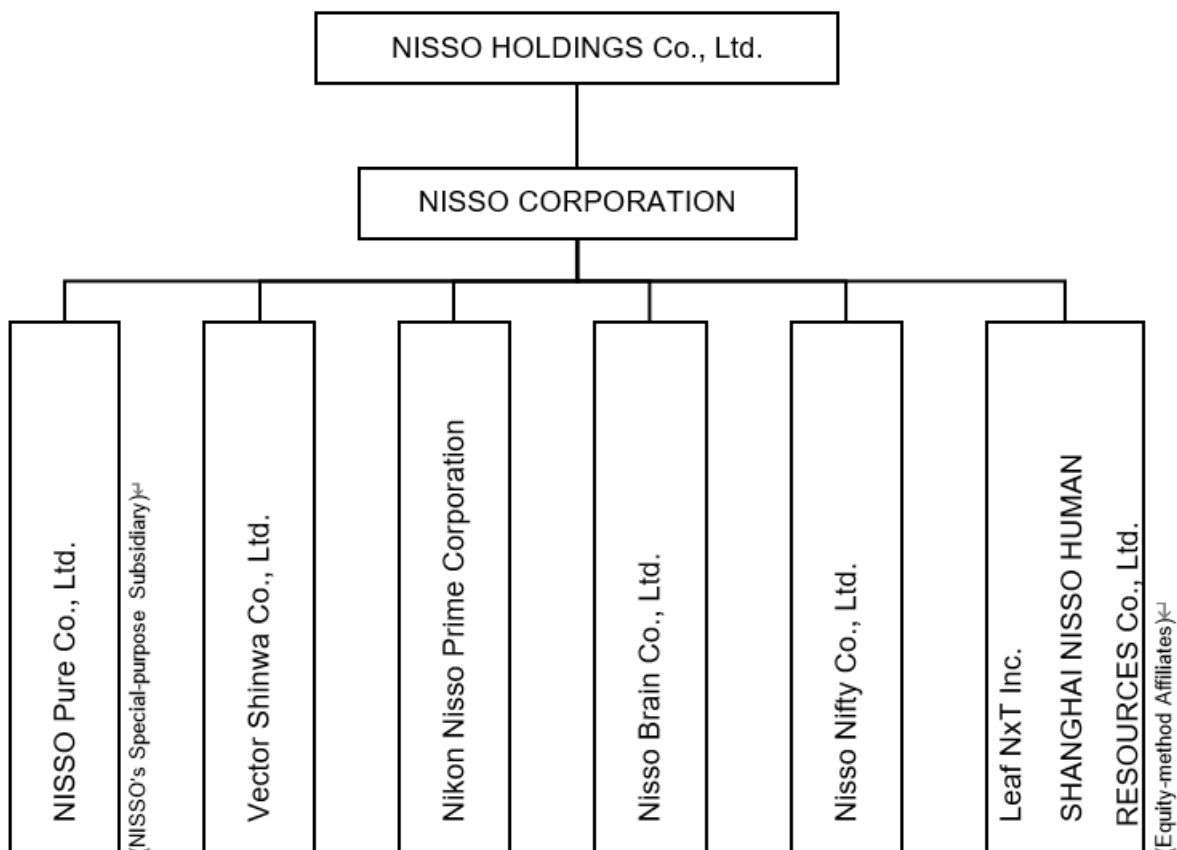 NISSO HOLDINGS Co., Ltd.
NISSO CORPORATION
NISSO Pure Co., Ltd.
(NISSO's Special-purpose Subsidiary)↵
Vector Shinwa Co., Ltd.
Nikon Nisso Prime Corporation
Nisso Brain Co., Ltd.
Nisso Nifty Co., Ltd.
Leaf NxT Inc.
SHANGHAI NISSO HUMAN
RESOURCES Co., Ltd.
(Equity-method Affiliates)↵